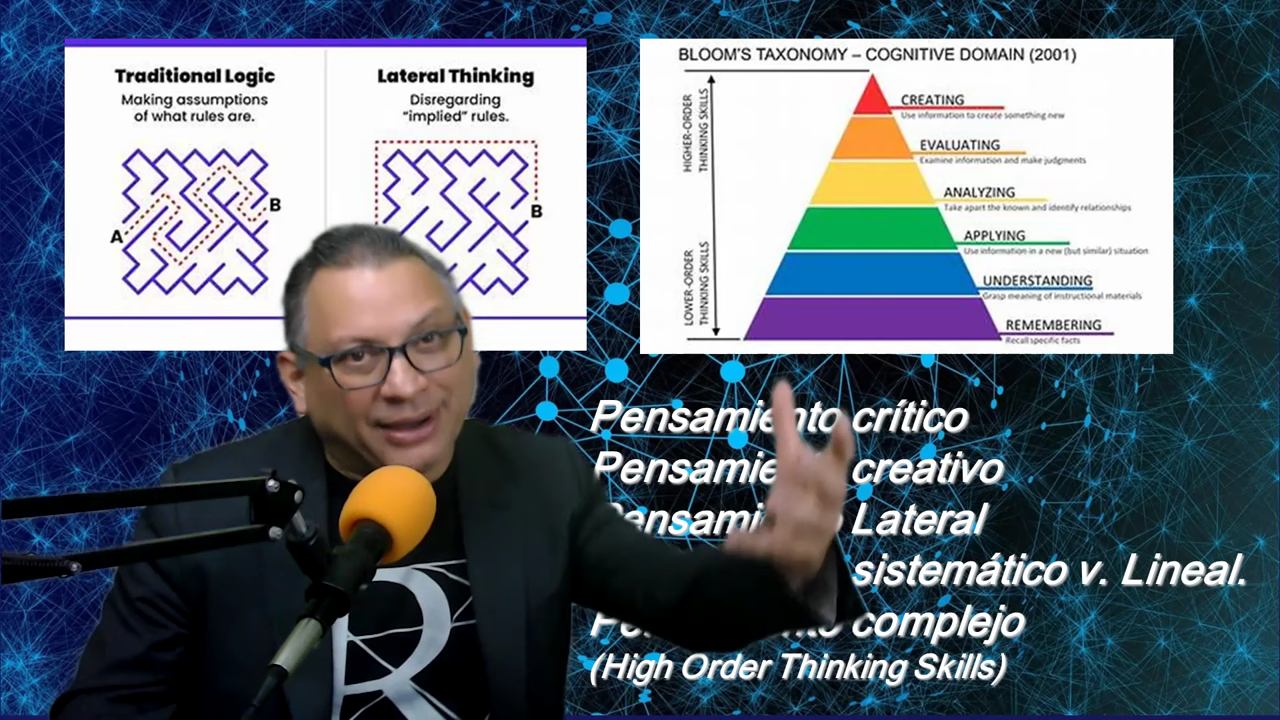 Traditional Logic
Making assumptions
of what rules are.
A
B
Lateral Thinking
Disregarding
"implied" rules.
B
BLOOM'S TAXONOMY – COGNITIVE DOMAIN (2001)
HIGHER-ORDER
THINKING SKILLS
LOWER-ORDER
THINKING SKILLS
CREATING
Use information to create something new
EVALUATING
Examine information and make judgments
ANALYZING
Take apart the known and identify relationships
APPLYING
Use information in a new (but similar) situation
UNDERSTANDING
Grasp meaning of instructional materials
REMEMBERING
Recall specific facts
Pensamiento crítico
creativo
Lateral
sistemático v. Lineal.
complejo
(High Order Thinking Skills)
R